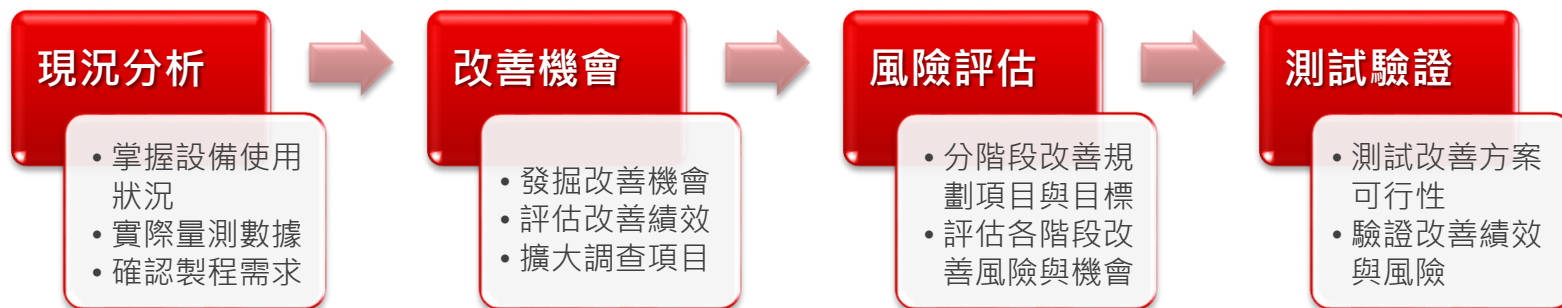 現況分析
• 掌握設備使用
狀況
• 實際量測數據
• 確認製程需求
改善機會
• 發掘改善機會
• 評估改善績效
• 擴大調查項目
風險評估
• 分階段改善規
劃項目與目標
• 評估各階段改
善風險與機會
測試驗證
• 測試改善方案
可行性
• 驗證改善績效
與風險